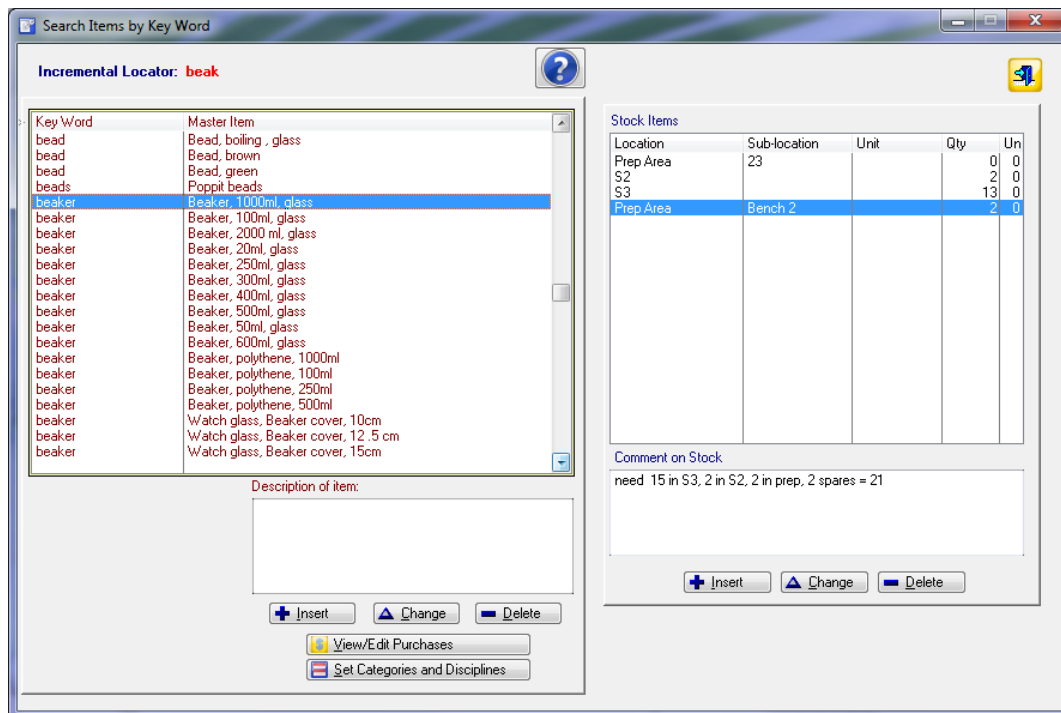 Search Items by Key Word
Incremental Locator: beak
Key Word Master Item
bead Bead, boiling , glass
bead Bead, brown
bead Bead, green
beads Poppit beads
beaker Beaker, 1000ml, glass
beaker Beaker, 100ml, glass
beaker Beaker, 2000 ml, glass
beaker Beaker, 20ml, glass
beaker Beaker, 250ml, glass
beaker Beaker, 300ml, glass
beaker Beaker, 400ml, glass
beaker Beaker, 500ml, glass
beaker Beaker, 50ml, glass
beaker Beaker, 600ml, glass
beaker Beaker, polythene, 1000ml
beaker Beaker, polythene, 100ml
beaker Beaker, polythene, 250ml
beaker Beaker, polythene, 500ml
beaker Watch glass, Beaker cover, 10cm
beaker Watch glass, Beaker cover, 12 .5 cm
beaker Watch glass, Beaker cover, 15cm
Description of item:
Insert Change Delete
View/Edit Purchases
Set Categories and Disciplines
Stock Items
Location Sub-location Unit Qty Un
Prep Area 23 0 0
S2 2 0
S3 13 0
Prep Area Bench 2 2 0
Comment on Stock
need 15 in S3, 2 in S2, 2 in prep, 2 spares = 21
Insert Change Delete